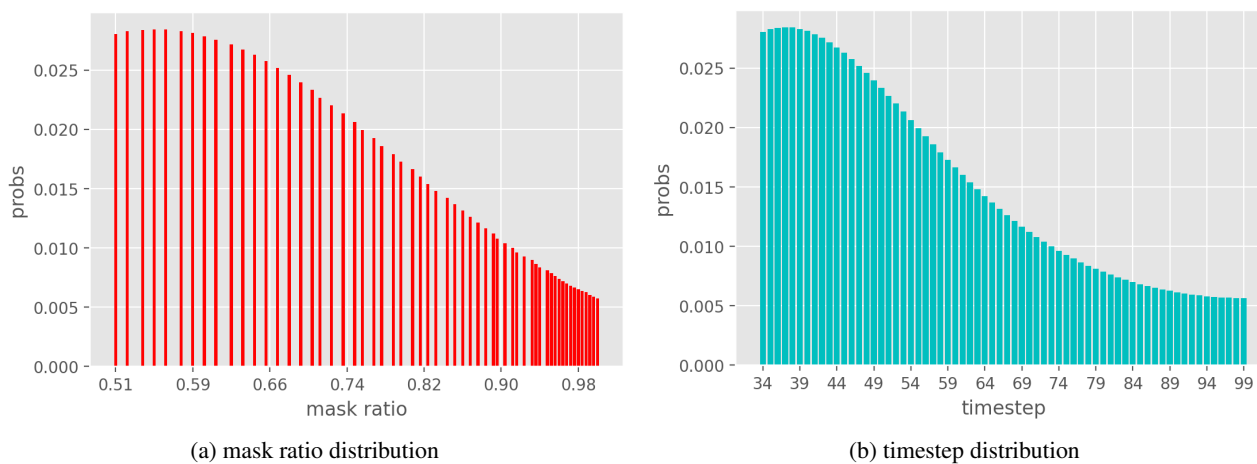 0.025
0.020
0.015
0.010
0.005
0.000
probs
0.51 0.59 0.66 0.74 0.82 0.90 0.98
mask ratio
(a) mask ratio distribution
0.025
0.020
0.015
0.010
0.005
0.000
probs
34 39 44 49 54 59 64 69 74 79 84 89 94 99
timestep
(b) timestep distribution